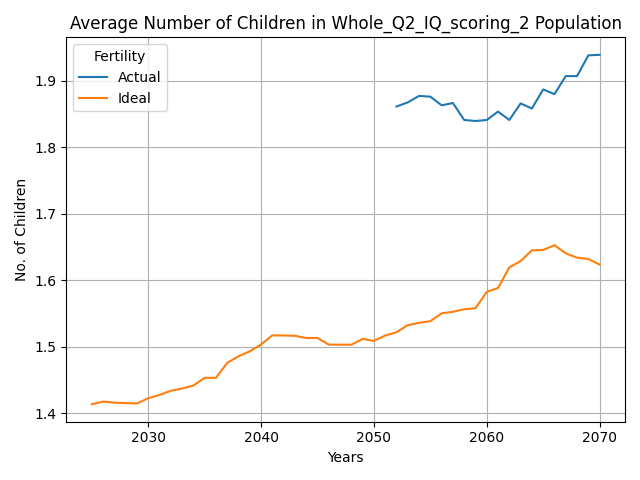 Average Number of Children in Whole_Q2_IQ_scoring_2 Population
Fertility
Actual
Ideal
No. of Children
1.9
1.8
1.7
1.6
1.5
1.4
2030 2040 2050 2060 2070
Years